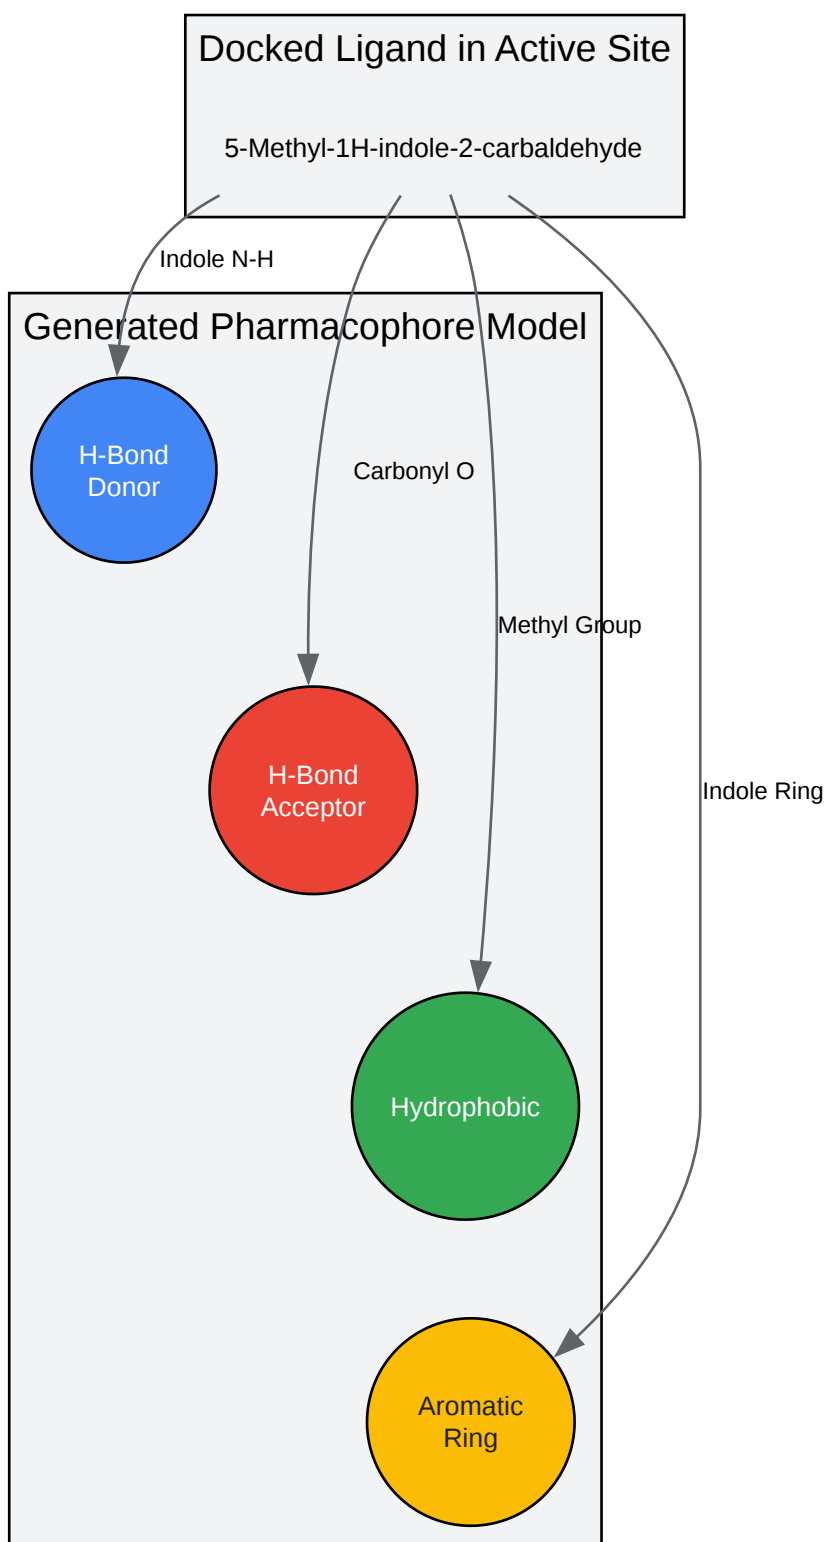 Docked Ligand in Active Site
5-Methyl-1H-indole-2-carbaldehyde
Indole N-H
Generated Pharmacophore Model
H-Bond
Donor
Carbonyl O
Methyl Group
H-Bond
Acceptor
Indole Ring
Hydrophobic
Aromatic
Ring